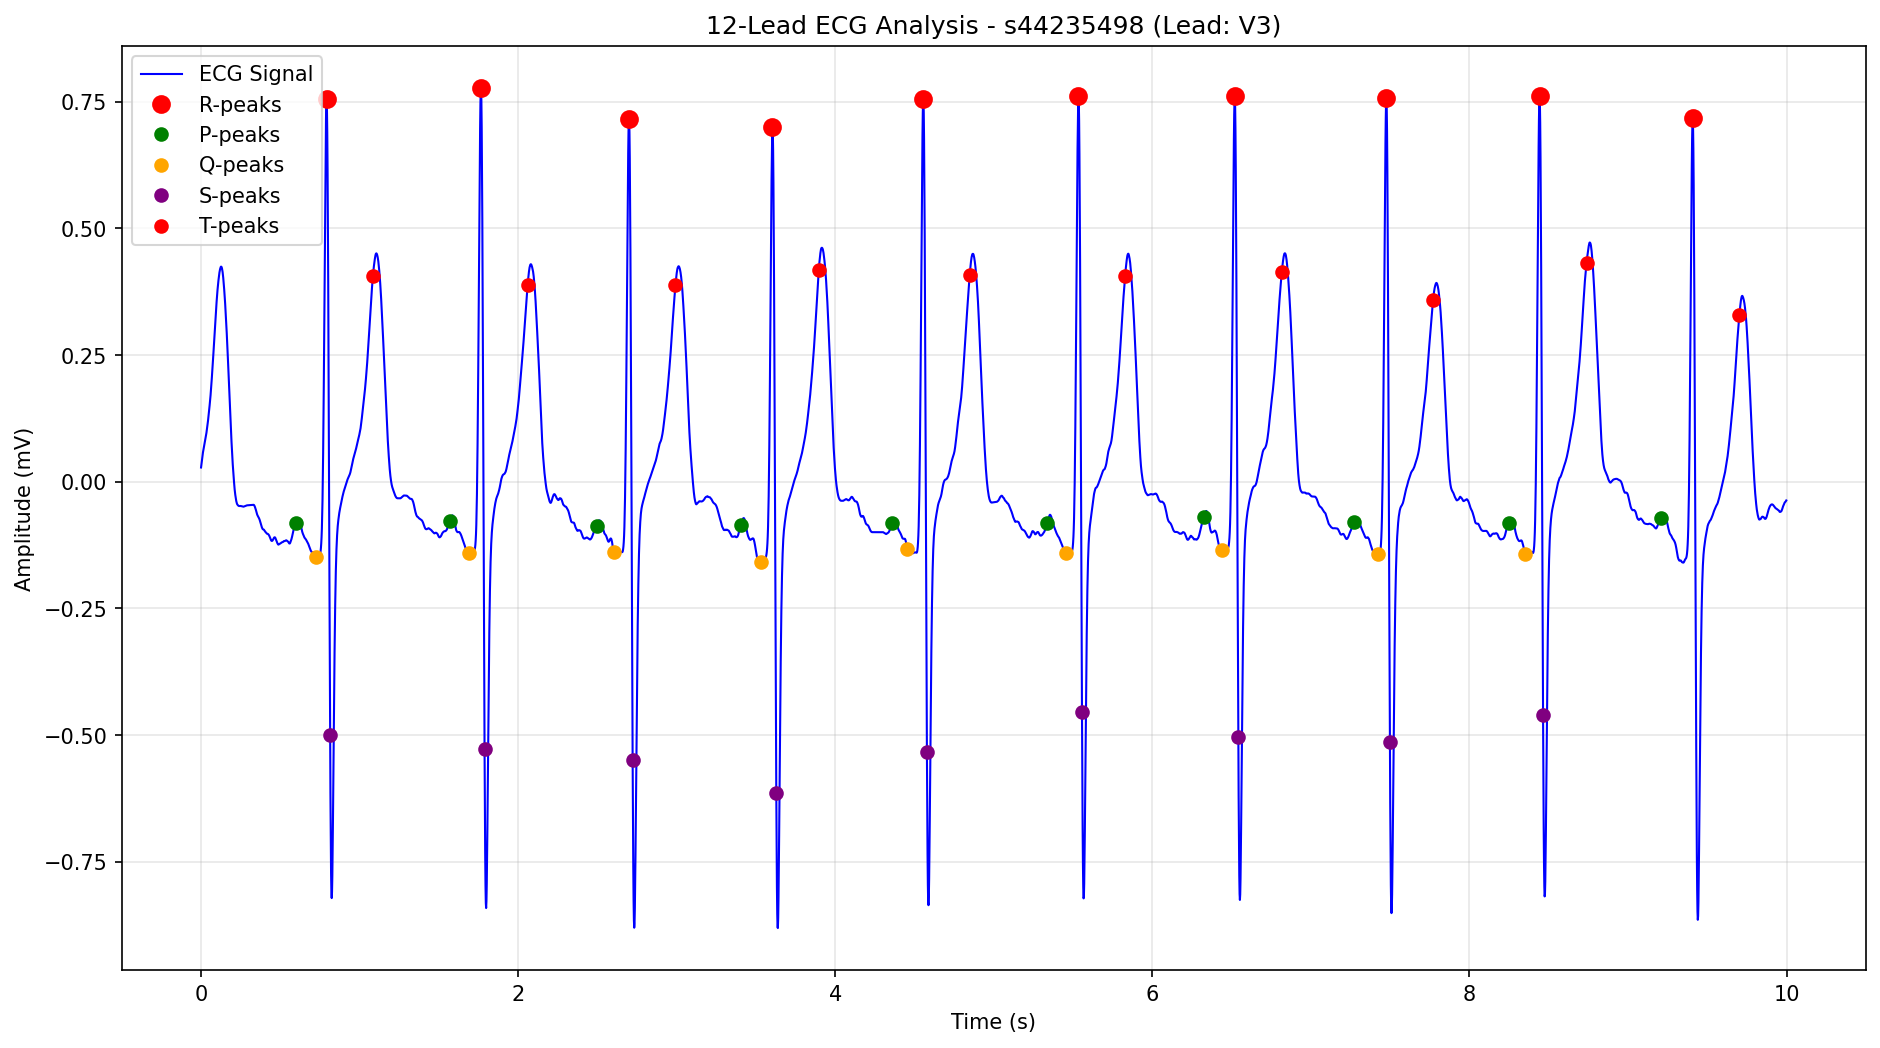 12-Lead ECG Analysis - s44235498 (Lead: V3)
ECG Signal
R-peaks
P-peaks
Q-peaks
S-peaks
T-peaks
0.75
0.50
0.25
0.00
−0.25
−0.50
−0.75
Amplitude (mV)
0 2 4 6 8 10
Time (s)